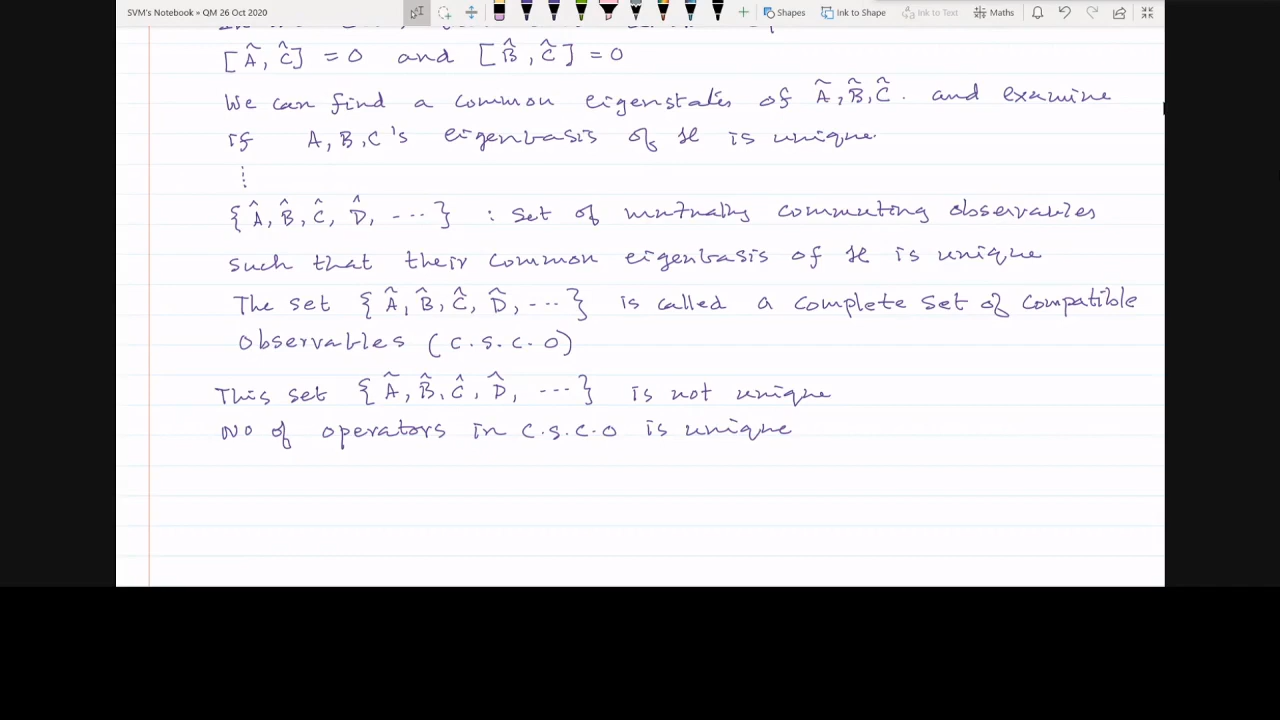 SVM's Notebook » QM 26 Oct 2020
Shapes
Ink to Shape
Ink to Text
Maths
[Â, Ĉ] = 0 and [B̂, Ĉ] = 0
We can find a common eigenstates of Â, B̂, Ĉ. and examine
if A, B, C's eigenbasis of ℋ is unique.
⋮
{Â, B̂, Ĉ, D̂, ---} : set of mutually commuting observables
such that their common eigenbasis of ℋ is unique
The set {Â, B̂, Ĉ, D̂, ---} is called a complete set of compatible
observables (C.S.C.O)
This set {Â, B̂, Ĉ, D̂, ---} is not unique
No of operators in C.S.C.O is unique